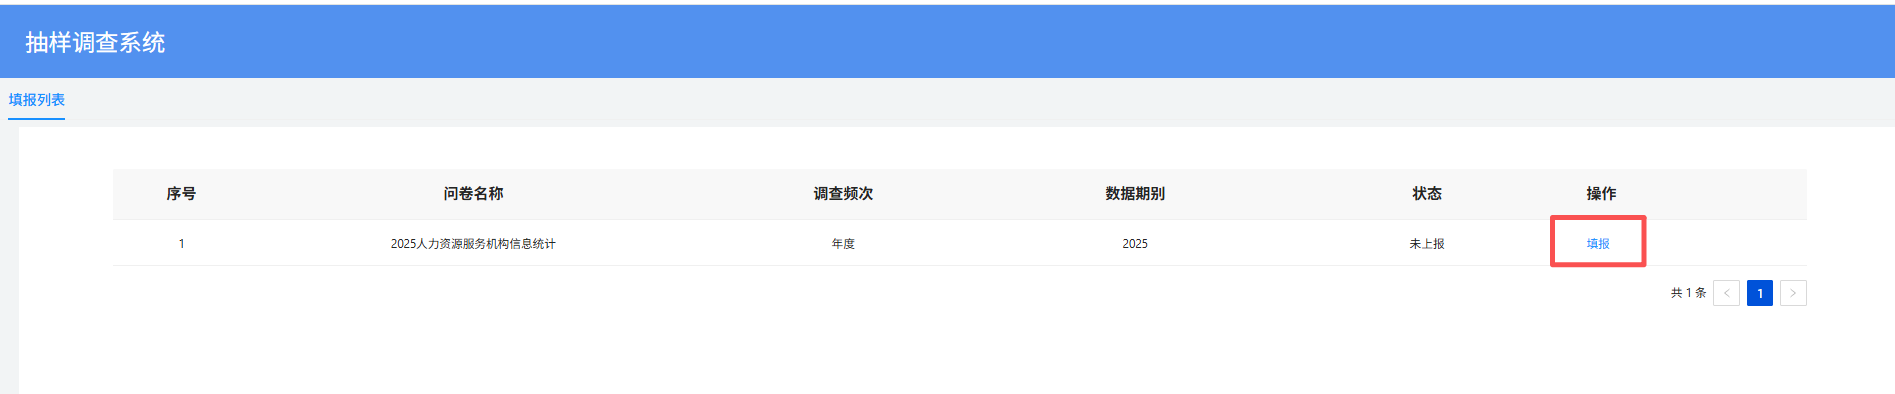 抽样调查系统
填报列表
序号 问卷名称 调查频次 数据期别 状态 操作
1 2025人力资源服务机构信息统计 年度 2025 未上报 填报
共 1 条 < 1 >